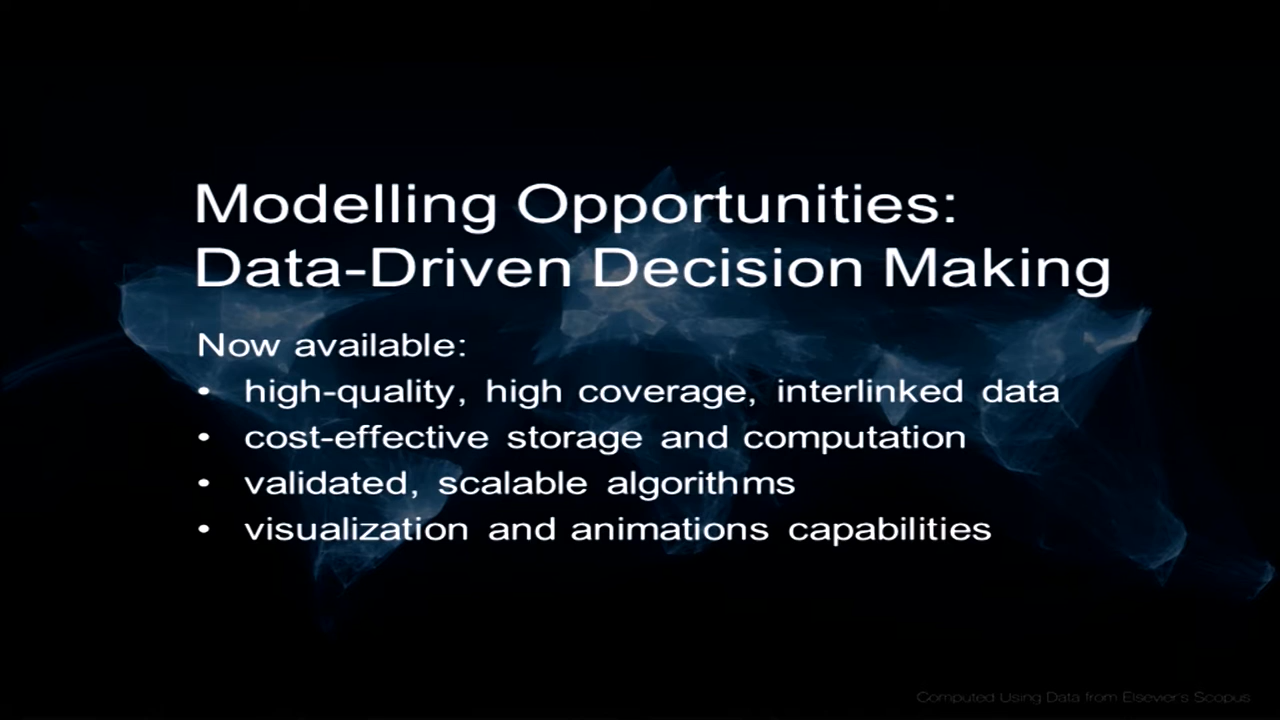 Modelling Opportunities:
Data-Driven Decision Making
Now available:
• high-quality, high coverage, interlinked data
• cost-effective storage and computation
• validated, scalable algorithms
• visualization and animations capabilities
Computed Using Data from Elsevier's Scopus